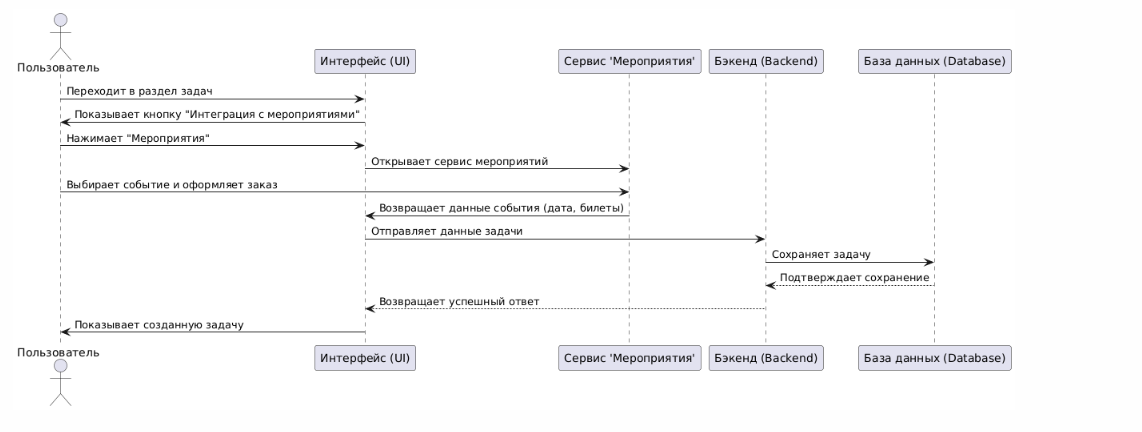 Пользователь
Интерфейс (UI)
Сервис 'Мероприятия'
Бэкенд (Backend)
База данных (Database)
Переходит в раздел задач
Показывает кнопку "Интеграция с мероприятиями"
Нажимает "Мероприятия"
Открывает сервис мероприятий
Выбирает событие и оформляет заказ
Возвращает данные события (дата, билеты)
Отправляет данные задачи
Сохраняет задачу
Подтверждает сохранение
Возвращает успешный ответ
Показывает созданную задачу
Пользователь
Интерфейс (UI)
Сервис 'Мероприятия'
Бэкенд (Backend)
База данных (Database)